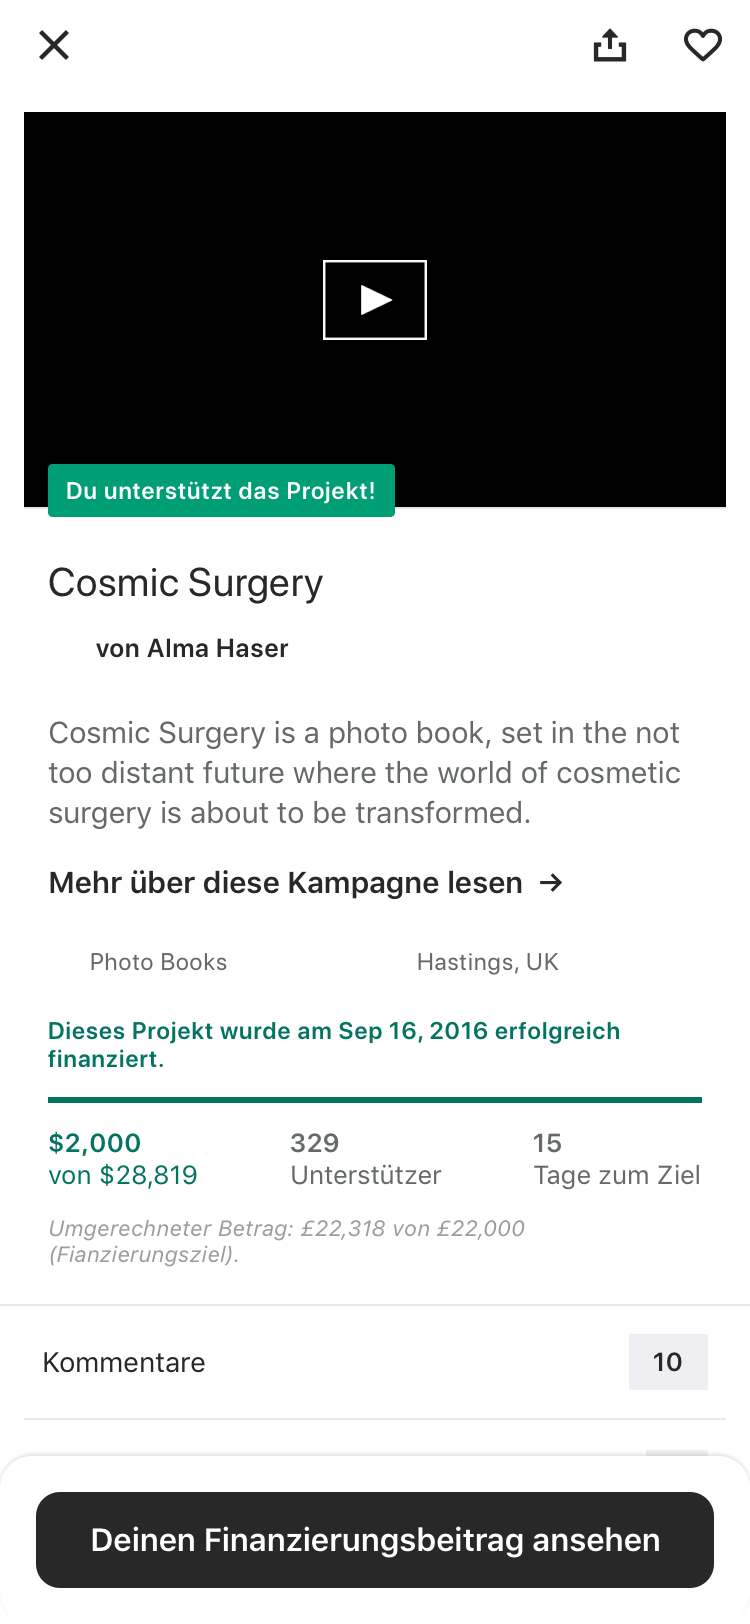 Du unterstützt das Projekt!
Cosmic Surgery
von Alma Haser
Cosmic Surgery is a photo book, set in the not
too distant future where the world of cosmetic
surgery is about to be transformed.
Mehr über diese Kampagne lesen →
Photo Books
Hastings, UK
Dieses Projekt wurde am Sep 16, 2016 erfolgreich
finanziert.
$2,000
von $28,819
329
Unterstützer
15
Tage zum Ziel
Umgerechneter Betrag: £22,318 von £22,000
(Fianzierungsziel).
Kommentare
10
Deinen Finanzierungsbeitrag ansehen